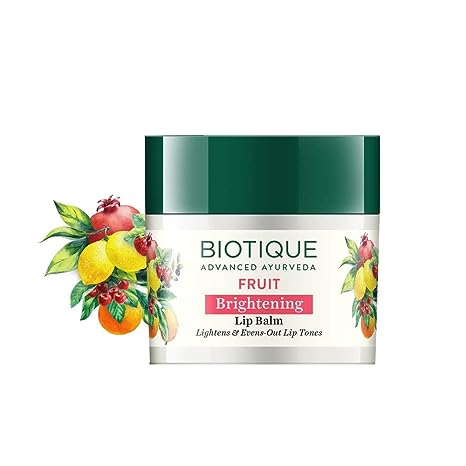 BIOTIQUE
ADVANCED AYURVEDA
FRUIT
Brightening
Lip Balm
Lightens & Evens-Out Lip Tones